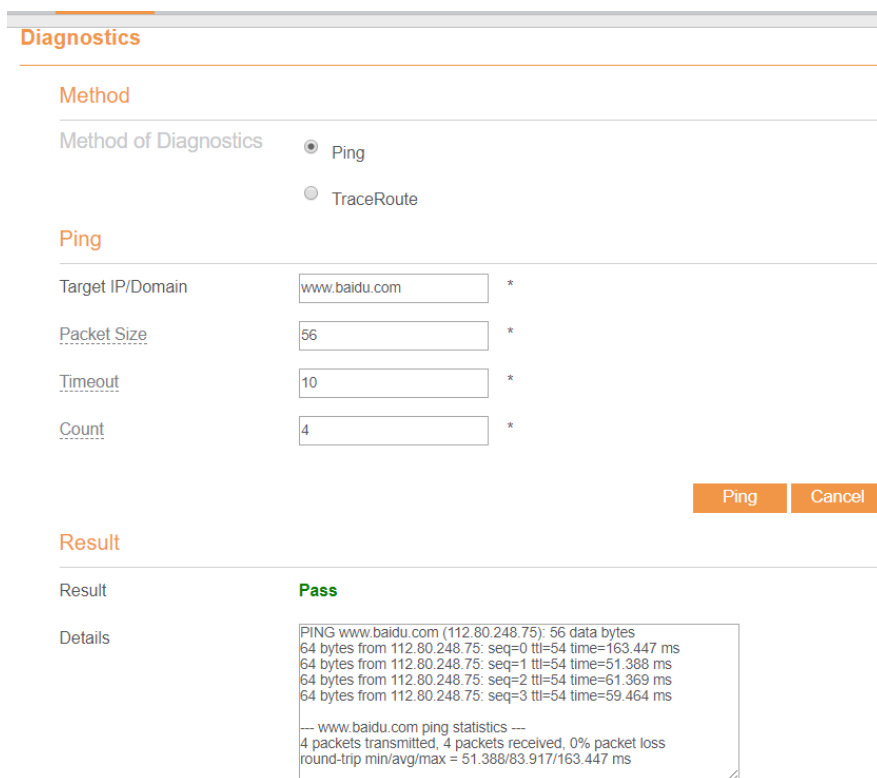 Diagnostics
Method
Method of Diagnostics
Ping
TraceRoute
Ping
Target IP/Domain www.baidu.com *
Packet Size 56 *
Timeout 10 *
Count 4 *
Ping Cancel
Result
Result Pass
Details
PING www.baidu.com (112.80.248.75): 56 data bytes
64 bytes from 112.80.248.75: seq=0 ttl=54 time=163.447 ms
64 bytes from 112.80.248.75: seq=1 ttl=54 time=51.388 ms
64 bytes from 112.80.248.75: seq=2 ttl=54 time=61.369 ms
64 bytes from 112.80.248.75: seq=3 ttl=54 time=59.464 ms
--- www.baidu.com ping statistics ---
4 packets transmitted, 4 packets received, 0% packet loss
round-trip min/avg/max = 51.388/83.917/163.447 ms